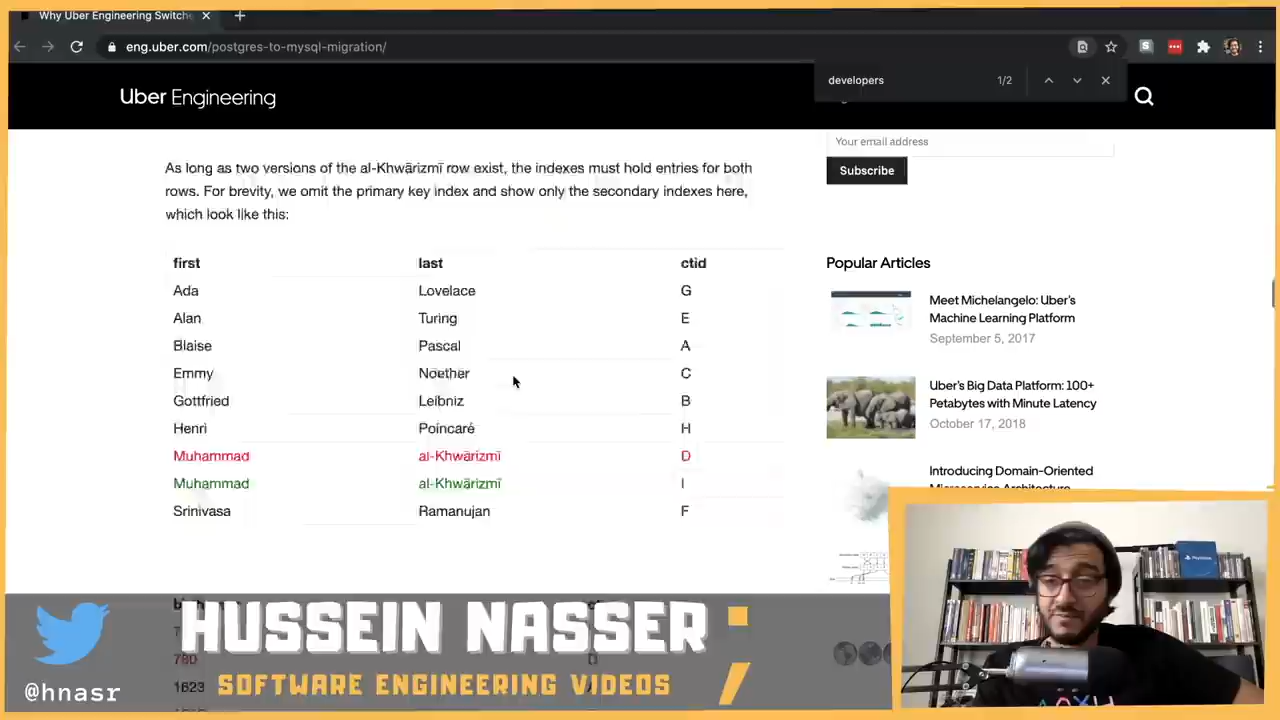 Why Uber Engineering Switche
eng.uber.com/postgres-to-mysql-migration/
developers 1/2
Uber Engineering
Your email address
Subscribe
As long as two versions of the al-Khwārizmī row exist, the indexes must hold entries for both
rows. For brevity, we omit the primary key index and show only the secondary indexes here,
which look like this:
first last ctid
Ada Lovelace G
Alan Turing E
Blaise Pascal A
Emmy Noether C
Gottfried Leibniz B
Henri Poincaré H
Muhammad al-Khwārizmī D
Muhammad al-Khwārizmī I
Srinivasa Ramanujan F
Popular Articles
Meet Michelangelo: Uber's
Machine Learning Platform
September 5, 2017
Uber's Big Data Platform: 100+
Petabytes with Minute Latency
October 17, 2018
Introducing Domain-Oriented
Microservice Architecture
HUSSEIN NASSER
SOFTWARE ENGINEERING VIDEOS
@hnasr
780 D
1623
PlayStation